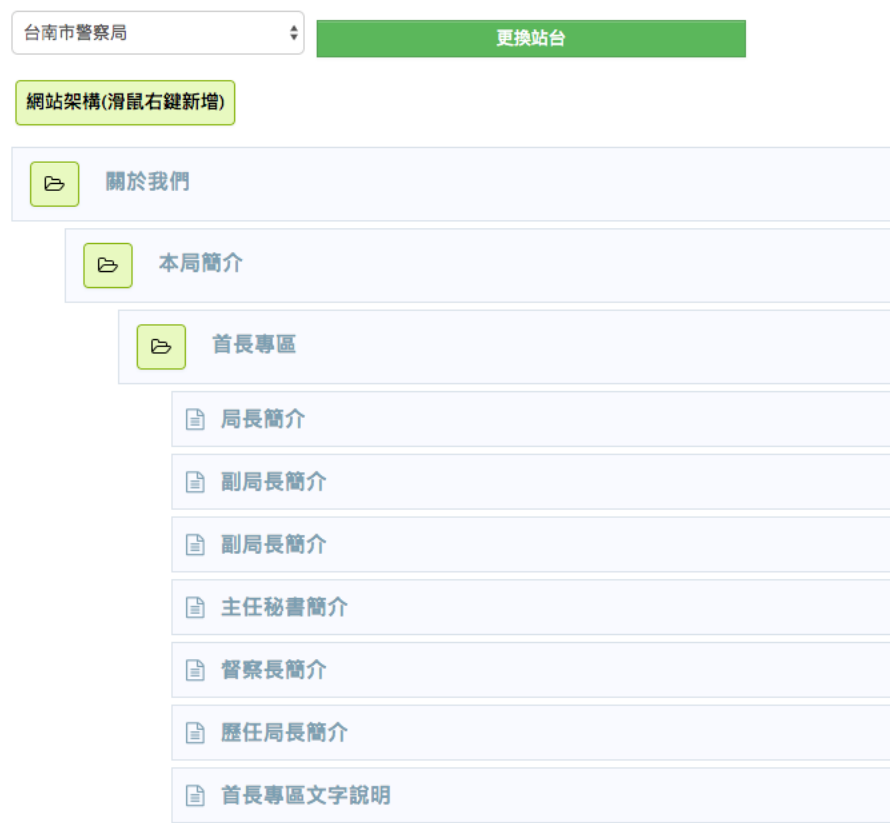 台南市警察局
更換站台
網站架構(滑鼠右鍵新增)
關於我們
本局簡介
首長專區
局長簡介
副局長簡介
副局長簡介
主任秘書簡介
督察長簡介
歷任局長簡介
首長專區文字說明